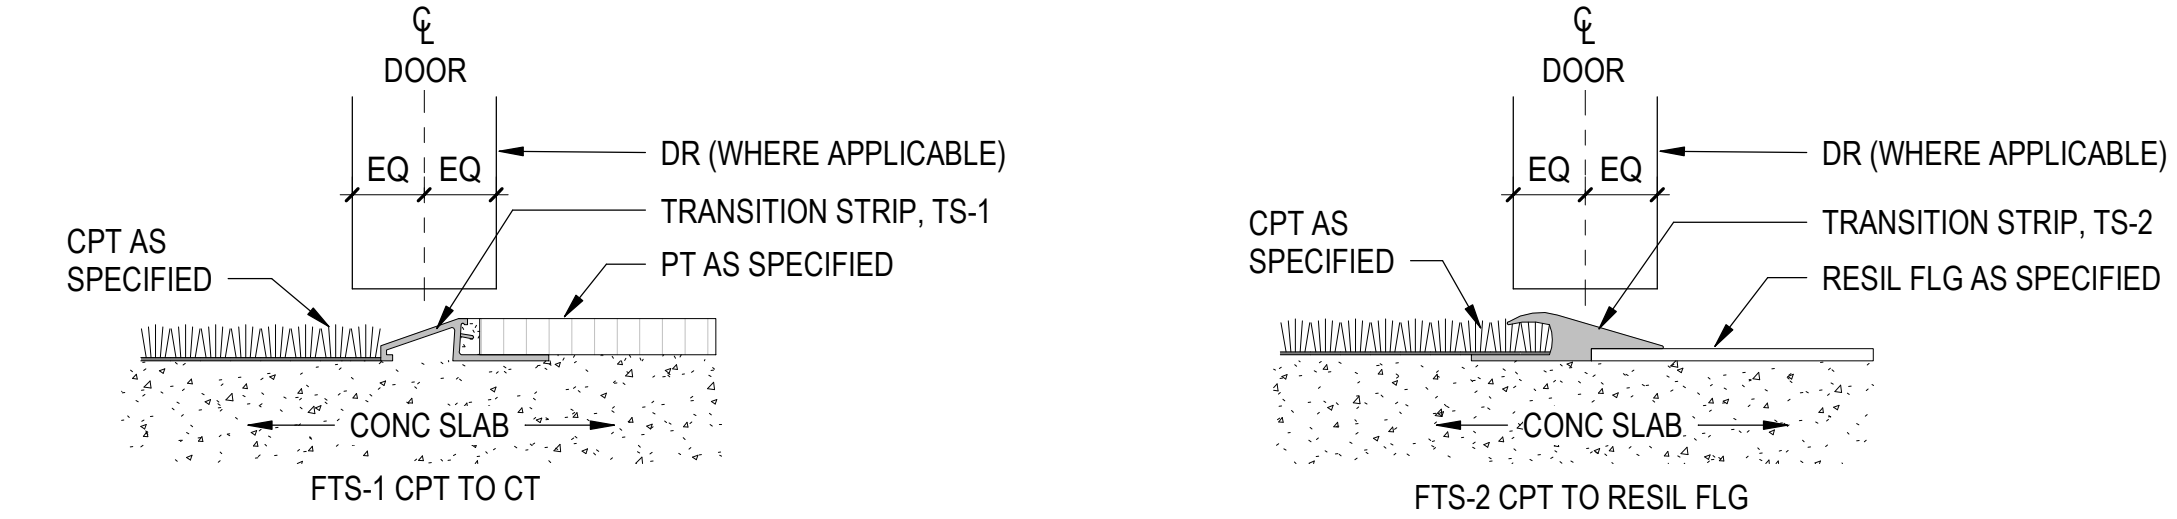 ℄
DOOR
EQ EQ
DR (WHERE APPLICABLE)
TRANSITION STRIP, TS-1
PT AS SPECIFIED
CPT AS
SPECIFIED
CONC SLAB
FTS-1 CPT TO CT
℄
DOOR
EQ EQ
DR (WHERE APPLICABLE)
TRANSITION STRIP, TS-2
RESIL FLG AS SPECIFIED
CPT AS
SPECIFIED
CONC SLAB
FTS-2 CPT TO RESIL FLG